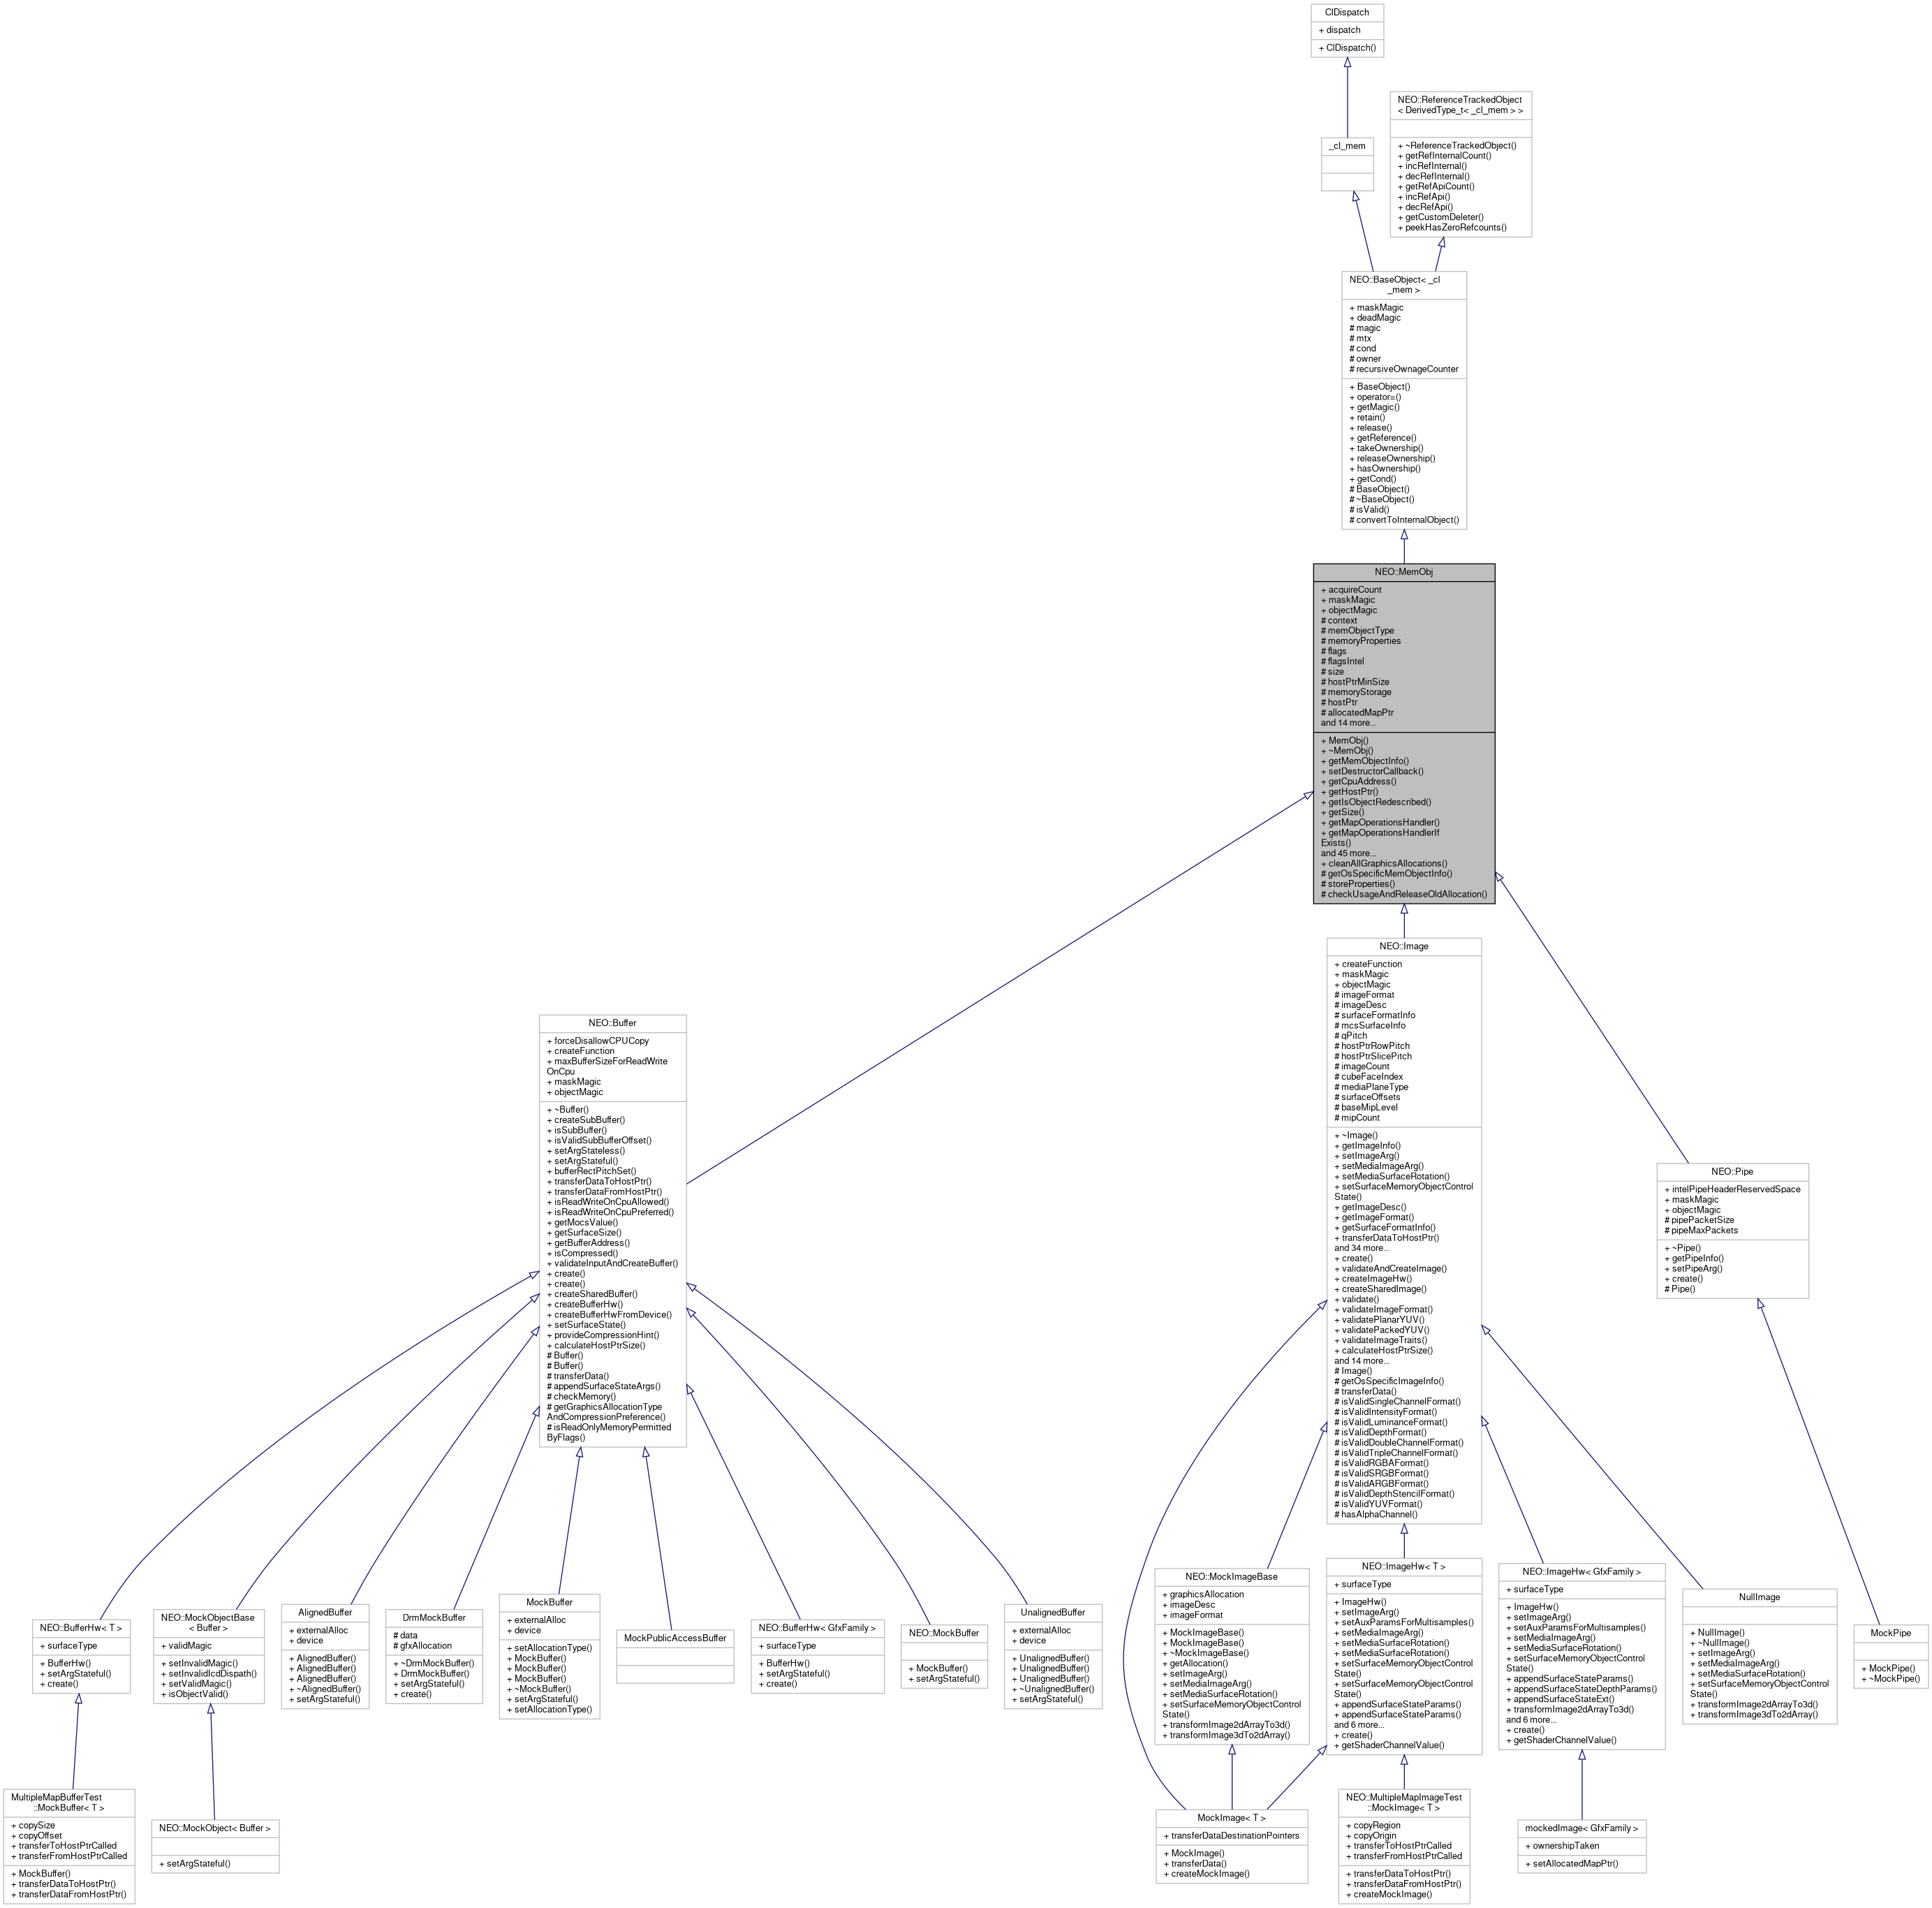 ClDispatch
+ dispatch
+ ClDispatch()
NEO::ReferenceTrackedObject
< DerivedType_t< _cl_mem > >
+ ~ReferenceTrackedObject()
+ getRefInternalCount()
+ incRefInternal()
+ decRefInternal()
+ getRefApiCount()
+ incRefApi()
+ decRefApi()
+ getCustomDeleter()
+ peekHasZeroRefcounts()
_cl_mem
NEO::BaseObject< _cl
_mem >
+ maskMagic
+ deadMagic
# magic
# mtx
# cond
# owner
# recursiveOwnageCounter
+ BaseObject()
+ operator=()
+ getMagic()
+ retain()
+ release()
+ getReference()
+ takeOwnership()
+ releaseOwnership()
+ hasOwnership()
+ getCond()
# BaseObject()
# ~BaseObject()
# isValid()
# convertToInternalObject()
NEO::MemObj
+ acquireCount
+ maskMagic
+ objectMagic
# context
# memObjectType
# memoryProperties
# flags
# flagsIntel
# size
# hostPtrMinSize
# memoryStorage
# hostPtr
# allocatedMapPtr
and 14 more...
+ MemObj()
+ ~MemObj()
+ getMemObjectInfo()
+ setDestructorCallback()
+ getCpuAddress()
+ getHostPtr()
+ getIsObjectRedescribed()
+ getSize()
+ getMapOperationsHandler()
+ getMapOperationsHandlerIf
Exists()
and 45 more...
+ cleanAllGraphicsAllocations()
# getOsSpecificMemObjectInfo()
# storeProperties()
# checkUsageAndReleaseOldAllocation()
NEO::Buffer
+ forceDisallowCPUCopy
+ createFunction
+ maxBufferSizeForReadWrite
OnCpu
+ maskMagic
+ objectMagic
+ ~Buffer()
+ createSubBuffer()
+ isSubBuffer()
+ isValidSubBufferOffset()
+ setArgStateless()
+ setArgStateful()
+ bufferRectPitchSet()
+ transferDataToHostPtr()
+ transferDataFromHostPtr()
+ isReadWriteOnCpuAllowed()
+ isReadWriteOnCpuPreferred()
+ getMocsValue()
+ getSurfaceSize()
+ getBufferAddress()
+ isCompressed()
+ validateInputAndCreateBuffer()
+ create()
+ create()
+ createSharedBuffer()
+ createBufferHw()
+ createBufferHwFromDevice()
+ setSurfaceState()
+ provideCompressionHint()
+ calculateHostPtrSize()
# Buffer()
# Buffer()
# transferData()
# appendSurfaceStateArgs()
# checkMemory()
# getGraphicsAllocationType
AndCompressionPreference()
# isReadOnlyMemoryPermitted
ByFlags()
NEO::Image
+ createFunction
+ maskMagic
+ objectMagic
# imageFormat
# imageDesc
# surfaceFormatInfo
# mcsSurfaceInfo
# qPitch
# hostPtrRowPitch
# hostPtrSlicePitch
# imageCount
# cubeFaceIndex
# mediaPlaneType
# surfaceOffsets
# baseMipLevel
# mipCount
+ ~Image()
+ getImageInfo()
+ setImageArg()
+ setMediaImageArg()
+ setMediaSurfaceRotation()
+ setSurfaceMemoryObjectControl
State()
+ getImageDesc()
+ getImageFormat()
+ getSurfaceFormatInfo()
+ transferDataToHostPtr()
and 34 more...
+ create()
+ validateAndCreateImage()
+ createImageHw()
+ createSharedImage()
+ validate()
+ validateImageFormat()
+ validatePlanarYUV()
+ validatePackedYUV()
+ validateImageTraits()
+ calculateHostPtrSize()
and 14 more...
# Image()
# getOsSpecificImageInfo()
# transferData()
# isValidSingleChannelFormat()
# isValidIntensityFormat()
# isValidLuminanceFormat()
# isValidDepthFormat()
# isValidDoubleChannelFormat()
# isValidTripleChannelFormat()
# isValidRGBAFormat()
# isValidSRGBFormat()
# isValidARGBFormat()
# isValidDepthStencilFormat()
# isValidYUVFormat()
# hasAlphaChannel()
NEO::Pipe
+ intelPipeHeaderReservedSpace
+ maskMagic
+ objectMagic
# pipePacketSize
# pipeMaxPackets
+ ~Pipe()
+ getPipeInfo()
+ setPipeArg()
+ create()
# Pipe()
NEO::BufferHw< T >
+ surfaceType
+ BufferHw()
+ setArgStateful()
+ create()
NEO::MockObjectBase
< Buffer >
+ validMagic
+ setInvalidMagic()
+ setInvalidIcdDispath()
+ setValidMagic()
+ isObjectValid()
AlignedBuffer
+ externalAlloc
+ device
+ AlignedBuffer()
+ AlignedBuffer()
+ AlignedBuffer()
+ ~AlignedBuffer()
+ setArgStateful()
DrmMockBuffer
# data
# gfxAllocation
+ ~DrmMockBuffer()
+ DrmMockBuffer()
+ setArgStateful()
+ create()
MockBuffer
+ externalAlloc
+ device
+ setAllocationType()
+ MockBuffer()
+ MockBuffer()
+ MockBuffer()
+ ~MockBuffer()
+ setArgStateful()
+ setAllocationType()
MockPublicAccessBuffer
NEO::BufferHw< GfxFamily >
+ surfaceType
+ BufferHw()
+ setArgStateful()
+ create()
NEO::MockBuffer
+ MockBuffer()
+ setArgStateful()
UnalignedBuffer
+ externalAlloc
+ device
+ UnalignedBuffer()
+ UnalignedBuffer()
+ UnalignedBuffer()
+ ~UnalignedBuffer()
+ setArgStateful()
NEO::MockImageBase
+ graphicsAllocation
+ imageDesc
+ imageFormat
+ MockImageBase()
+ MockImageBase()
+ ~MockImageBase()
+ getAllocation()
+ setImageArg()
+ setMediaImageArg()
+ setMediaSurfaceRotation()
+ setSurfaceMemoryObjectControl
State()
+ transformImage2dArrayTo3d()
+ transformImage3dTo2dArray()
NEO::ImageHw< T >
+ surfaceType
+ ImageHw()
+ setImageArg()
+ setAuxParamsForMultisamples()
+ setMediaImageArg()
+ setMediaSurfaceRotation()
+ setMediaSurfaceRotation()
+ setSurfaceMemoryObjectControl
State()
+ setSurfaceMemoryObjectControl
State()
+ appendSurfaceStateParams()
+ appendSurfaceStateParams()
and 6 more...
+ create()
+ getShaderChannelValue()
NEO::ImageHw< GfxFamily >
+ surfaceType
+ ImageHw()
+ setImageArg()
+ setAuxParamsForMultisamples()
+ setMediaImageArg()
+ setMediaSurfaceRotation()
+ setSurfaceMemoryObjectControl
State()
+ appendSurfaceStateParams()
+ appendSurfaceStateDepthParams()
+ appendSurfaceStateExt()
+ transformImage2dArrayTo3d()
and 6 more...
+ create()
+ getShaderChannelValue()
NullImage
+ NullImage()
+ ~NullImage()
+ setImageArg()
+ setMediaImageArg()
+ setMediaSurfaceRotation()
+ setSurfaceMemoryObjectControl
State()
+ transformImage2dArrayTo3d()
+ transformImage3dTo2dArray()
MockPipe
+ MockPipe()
+ ~MockPipe()
MultipleMapBufferTest
::MockBuffer< T >
+ copySize
+ copyOffset
+ transferToHostPtrCalled
+ transferFromHostPtrCalled
+ MockBuffer()
+ transferDataToHostPtr()
+ transferDataFromHostPtr()
NEO::MockObject< Buffer >
+ setArgStateful()
MockImage< T >
+ transferDataDestinationPointers
+ MockImage()
+ transferData()
+ createMockImage()
NEO::MultipleMapImageTest
::MockImage< T >
+ copyRegion
+ copyOrigin
+ transferToHostPtrCalled
+ transferFromHostPtrCalled
+ transferDataToHostPtr()
+ transferDataFromHostPtr()
+ createMockImage()
mockedImage< GfxFamily >
+ ownershipTaken
+ setAllocatedMapPtr()